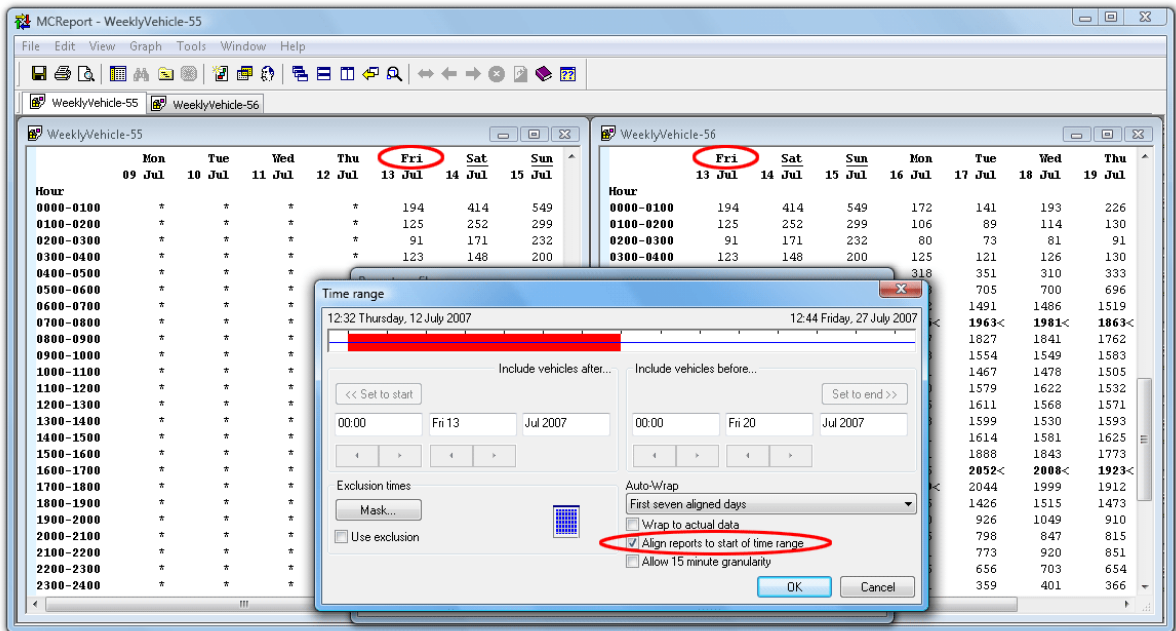 MCReport - WeeklyVehicle-55
File Edit View Graph Tools Window Help
WeeklyVehicle-55 WeeklyVehicle-56
WeeklyVehicle-55
Mon Tue Wed Thu Fri Sat Sun
09 Jul 10 Jul 11 Jul 12 Jul 13 Jul 14 Jul 15 Jul
Hour
0000-0100 * * * * 194 414 549
0100-0200 * * * * 125 252 299
0200-0300 * * * * 91 171 232
0300-0400 * * * * 123 148 200
0400-0500 * * * *
0500-0600 * * * *
0600-0700 * * * *
0700-0800 * * * *
0800-0900 * * * *
0900-1000 * * * *
1000-1100 * * * *
1100-1200 * * * *
1200-1300 * * * *
1300-1400 * * * *
1400-1500 * * * *
1500-1600 * * * *
1600-1700 * * * *
1700-1800 * * * *
1800-1900 * * * *
1900-2000 * * * *
2000-2100 * * * *
2100-2200 * * * *
2200-2300 * * * *
2300-2400 * * * *
WeeklyVehicle-56
Fri Sat Sun Mon Tue Wed Thu
13 Jul 14 Jul 15 Jul 16 Jul 17 Jul 18 Jul 19 Jul
Hour
0000-0100 194 414 549 172 141 193 226
0100-0200 125 252 299 106 89 114 130
0200-0300 91 171 232 80 73 81 91
0300-0400 123 148 200 125 121 126 130
318 351 310 333
705 700 696
1491 1486 1519
1963< 1981< 1863<
1827 1841 1762
1554 1549 1583
1467 1478 1505
1579 1622 1532
1611 1568 1571
1599 1530 1593
1614 1581 1625
1888 1843 1773
2052< 2008< 1923<
2044 1999 1912
1426 1515 1473
926 1049 910
798 847 815
773 920 851
656 703 654
359 401 366
Time range
12:32 Thursday, 12 July 2007 12:44 Friday, 27 July 2007
Include vehicles after...
<< Set to start
00:00 Fri 13 Jul 2007
Include vehicles before...
Set to end >>
00:00 Fri 20 Jul 2007
Exclusion times
Mask...
Use exclusion
Auto-Wrap
First seven aligned days
Wrap to actual data
Align reports to start of time range
Allow 15 minute granularity
OK Cancel